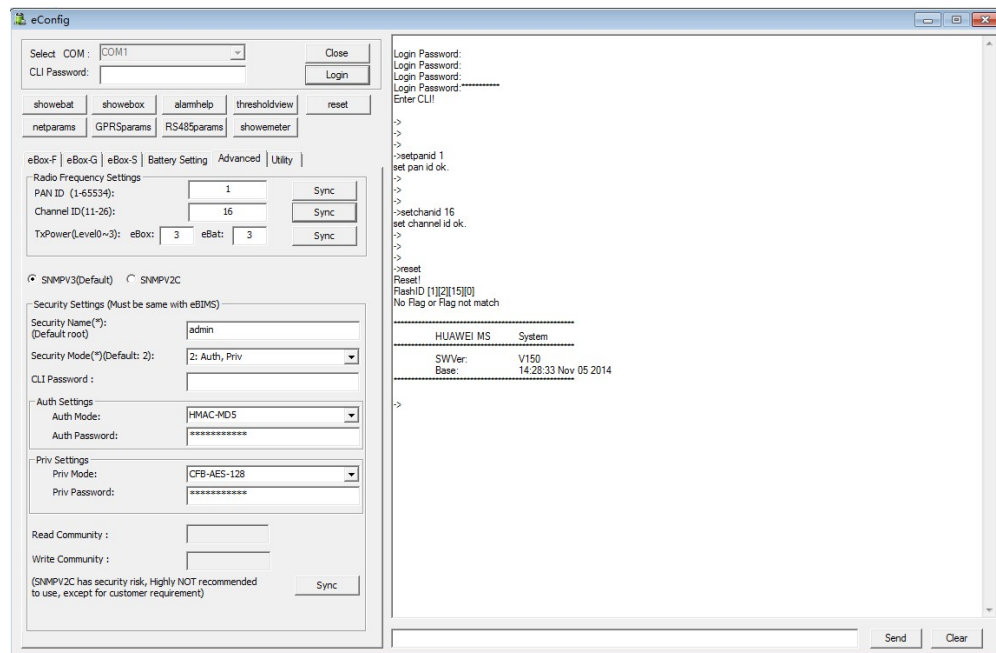 eConfig
Select COM : COM1 Close
CLI Password: Login
showebat showebox alarmhelp thresholdview reset
netparams GPRSparams RS485params showemeter
eBox-F eBox-G eBox-S Battery Setting Advanced Utility
Radio Frequency Settings
PAN ID (1-65534): 1 Sync
Channel ID(11-26): 16 Sync
TxPower(Level0~3): eBox: 3 eBat: 3 Sync
SNMPV3(Default) SNMPV2C
Security Settings (Must be same with eBIMS)
Security Name(*): admin
(Default root)
Security Mode(*)(Default: 2): 2: Auth, Priv
CLI Password :
Auth Settings
Auth Mode: HMAC-MD5
Auth Password: ***********
Priv Settings
Priv Mode: CFB-AES-128
Priv Password: ***********
Read Community :
Write Community :
(SNMPV2C has security risk, Highly NOT recommended
to use, except for customer requirement) Sync
Login Password:
Login Password:
Login Password:
Login Password:***********
Enter CLI!
->
->
->
->setpanid 1
set pan id ok.
->
->
->
->setchanid 16
set channel id ok.
->
->
->
->reset
Reset!
FlashID [1][2][15][0]
No Flag or Flag not match
HUAWEI MS System
SWVer: V150
Base: 14:28:33 Nov 05 2014
->
Send Clear